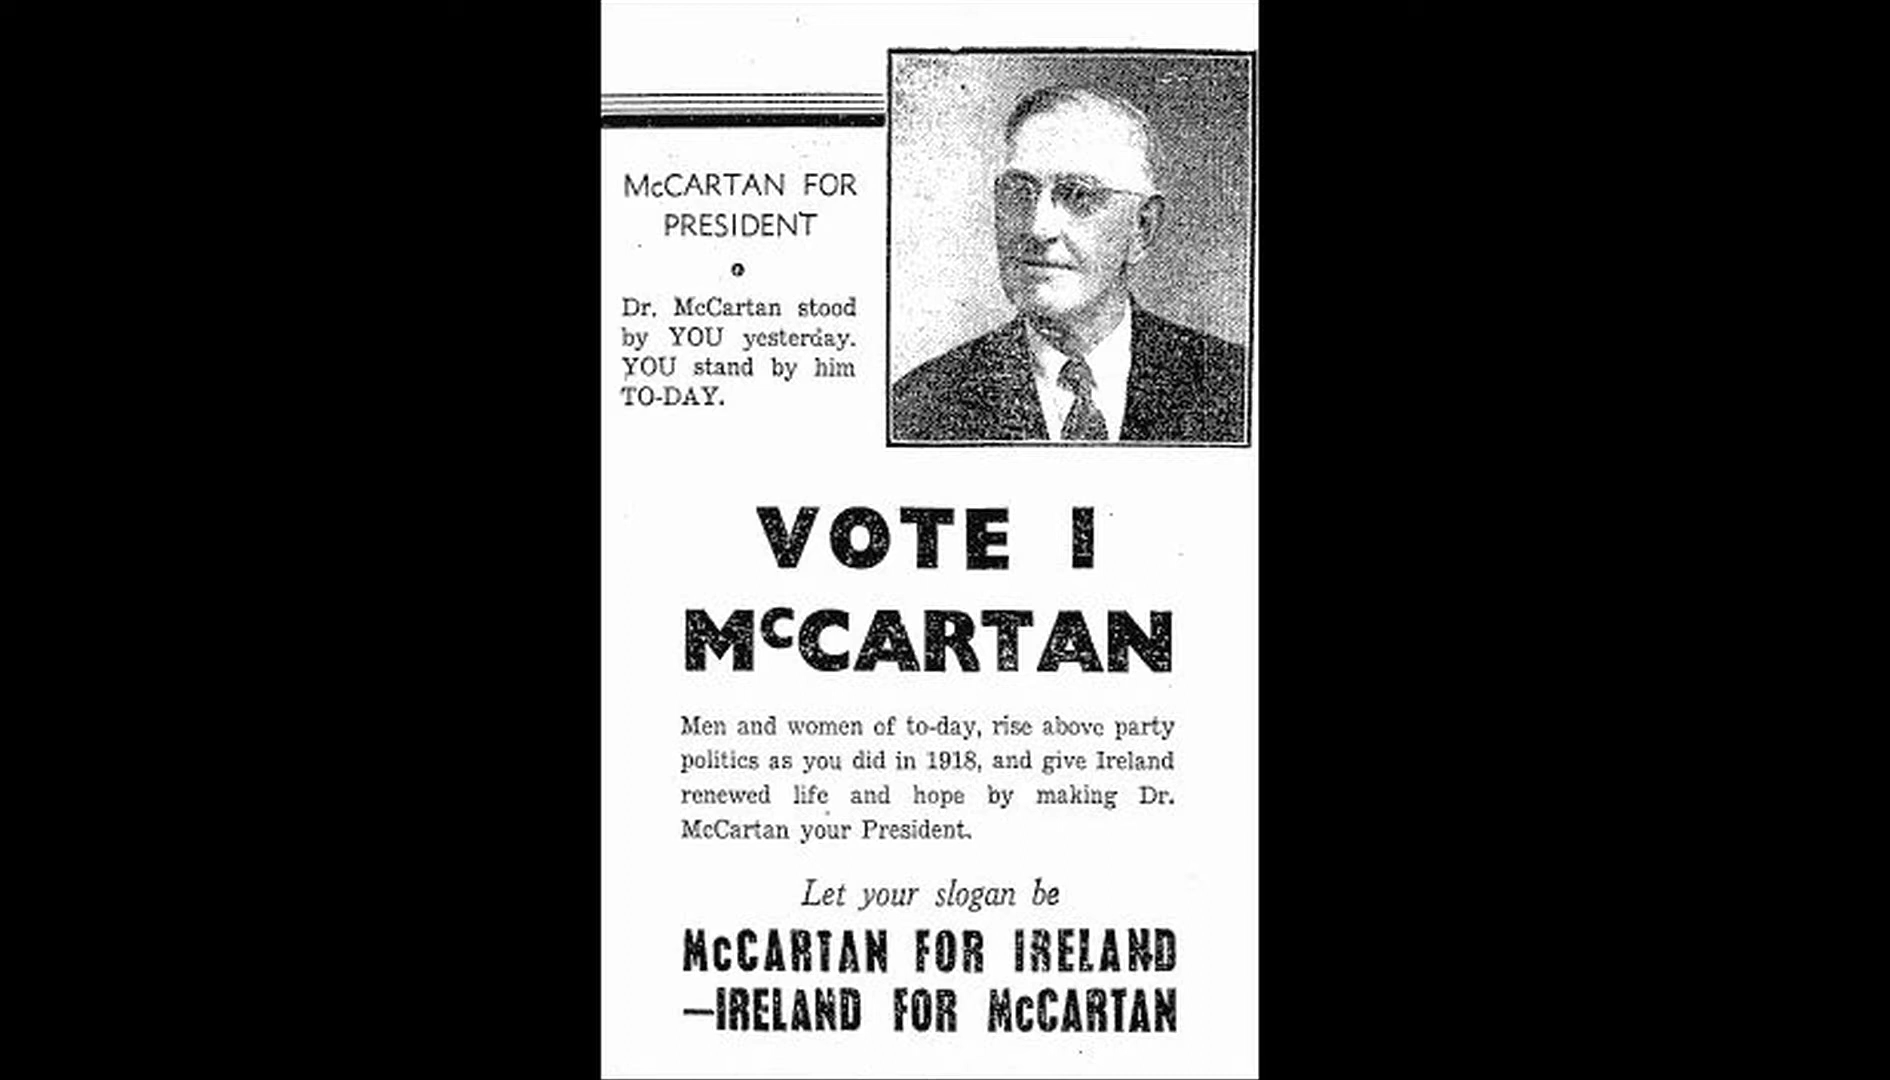 McCARTAN FOR
PRESIDENT
Dr. McCartan stood
by YOU yesterday.
YOU stand by him
TO-DAY.
VOTE I
McCARTAN
Men and women of to-day, rise above party
politics as you did in 1918, and give Ireland
renewed life and hope by making Dr.
McCartan your President.
Let your slogan be
McCARTAN FOR IRELAND
—IRELAND FOR McCARTAN